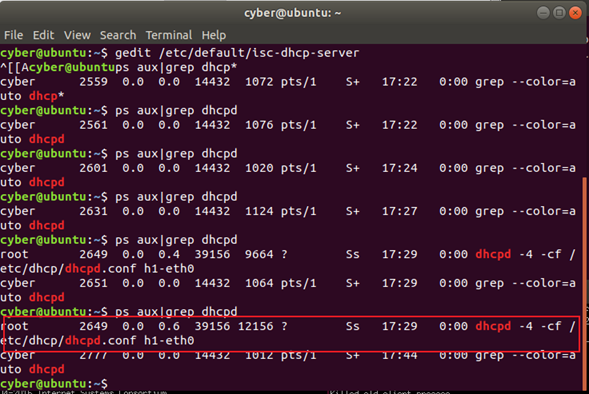 cyber@ubuntu: ~
File Edit View Search Terminal Help
cyber@ubuntu:~$ gedit /etc/default/isc-dhcp-server
^[[Acyber@ubuntups aux|grep dhcp*
cyber 2559 0.0 0.0 14432 1072 pts/1 S+ 17:22 0:00 grep --color=a
uto dhcp*
cyber@ubuntu:~$ ps aux|grep dhcpd
cyber 2561 0.0 0.0 14432 1076 pts/1 S+ 17:22 0:00 grep --color=a
uto dhcpd
cyber@ubuntu:~$ ps aux|grep dhcpd
cyber 2601 0.0 0.0 14432 1020 pts/1 S+ 17:24 0:00 grep --color=a
uto dhcpd
cyber@ubuntu:~$ ps aux|grep dhcpd
cyber 2631 0.0 0.0 14432 1124 pts/1 S+ 17:27 0:00 grep --color=a
uto dhcpd
cyber@ubuntu:~$ ps aux|grep dhcpd
root 2649 0.0 0.4 39156 9664 ? Ss 17:29 0:00 dhcpd -4 -cf /
etc/dhcp/dhcpd.conf h1-eth0
cyber 2651 0.0 0.0 14432 1064 pts/1 S+ 17:29 0:00 grep --color=a
uto dhcpd
cyber@ubuntu:~$ ps aux|grep dhcpd
root 2649 0.0 0.6 39156 12156 ? Ss 17:29 0:00 dhcpd -4 -cf /
etc/dhcp/dhcpd.conf h1-eth0
cyber 2777 0.0 0.0 14432 1012 pts/1 S+ 17:44 0:00 grep --color=a
uto dhcpd
cyber@ubuntu:~$